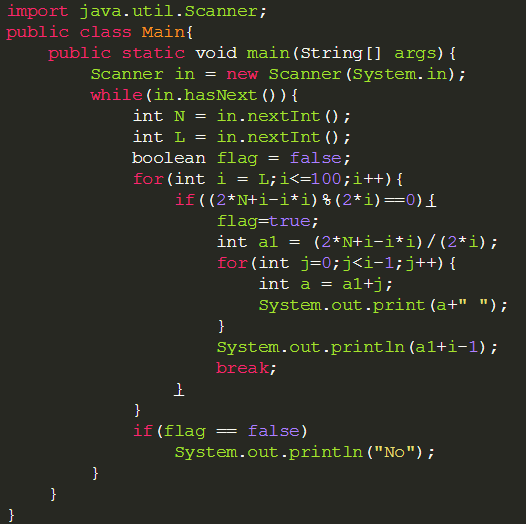 import java.util.Scanner;
public class Main{
    public static void main(String[] args){
        Scanner in = new Scanner(System.in);
        while(in.hasNext()){
            int N = in.nextInt();
            int L = in.nextInt();
            boolean flag = false;
            for(int i = L;i<=100;i++){
                if((2*N+i-i*i)%(2*i)==0){
                    flag=true;
                    int a1 = (2*N+i-i*i)/(2*i);
                    for(int j=0;j<i-1;j++){
                        int a = a1+j;
                        System.out.print(a+" ");
                    }
                    System.out.println(a1+i-1);
                    break;
                }
            }
            if(flag == false)
                System.out.println("No");
        }
    }
}